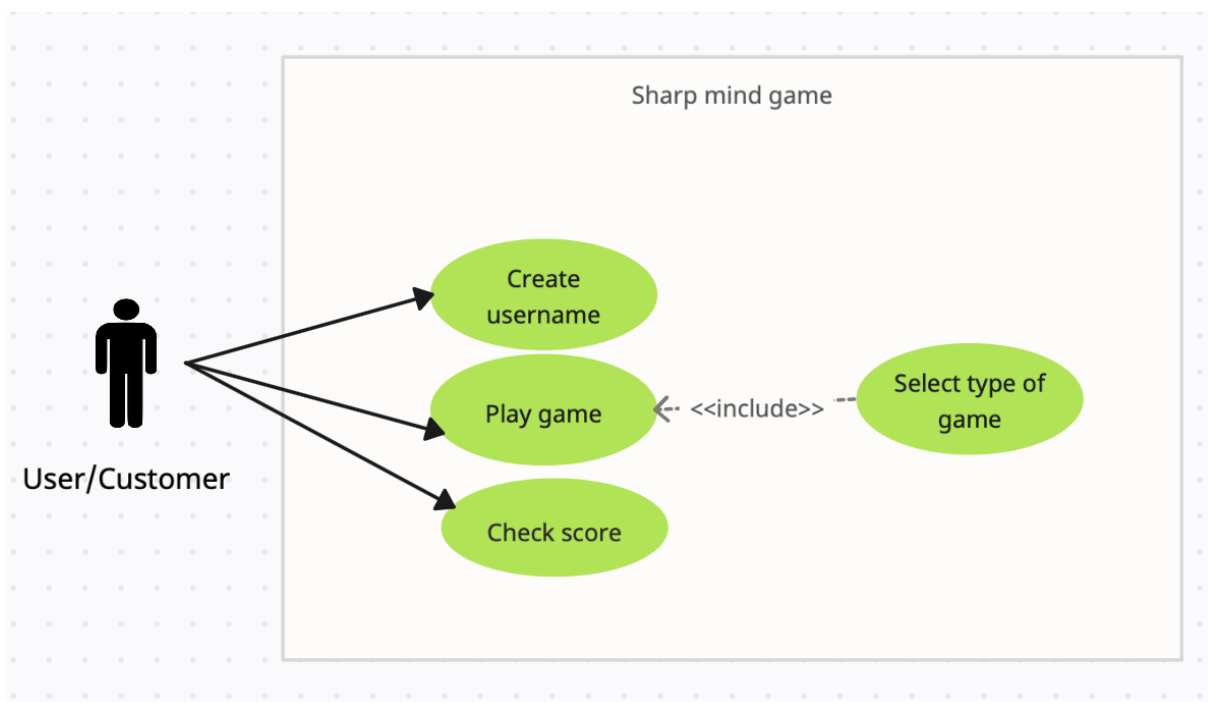 Sharp mind game
Create
username
Play game
<<include>>
Select type of
game
User/Customer
Check score